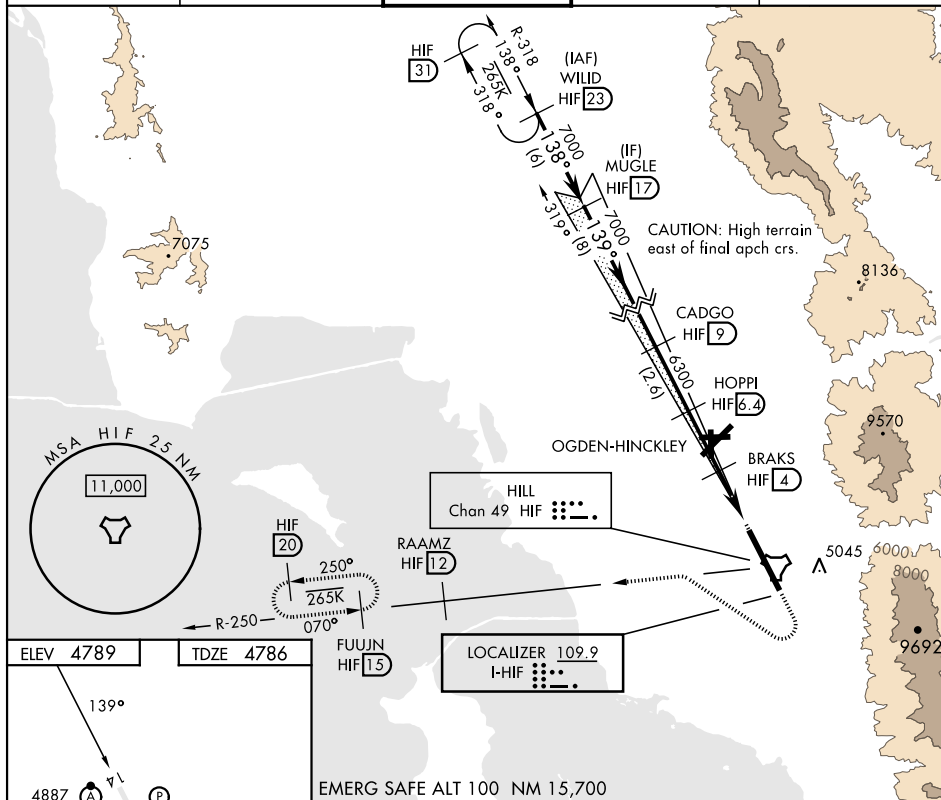 HIF
31
R-318
138°
265K
318°
(IAF)
WILID
HIF 23
7000
138°
(6)
(IF)
MUGLE
HIF 17
7000
139°
319°
(8)
CAUTION: High terrain
east of final apch crs.
7075
8136
CADGO
HIF 9
6300
(2.6)
HOPPI
HIF 6.4
9570
OGDEN-HINCKLEY
BRAKS
HIF 4
MSA HIF 25 NM
11,000
HILL
Chan 49 HIF
HIF
20
RAAMZ
HIF 12
5045
6000
8000
250°
265K
070°
R-250
FUUJN
HIF 15
9692
LOCALIZER 109.9
I-HIF
ELEV 4789
TDZE 4786
139°
14
4887
A
P
EMERG SAFE ALT 100 NM 15,700